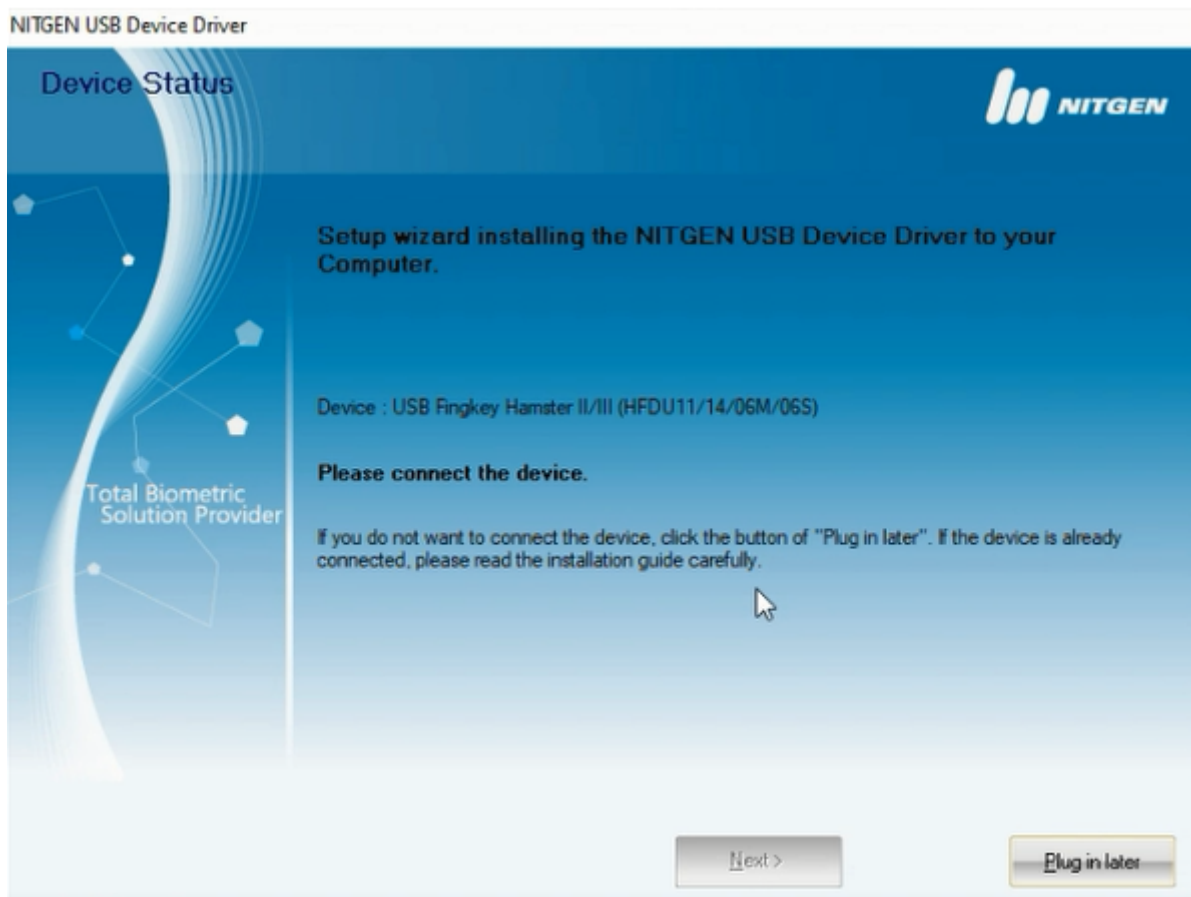 NITGEN USB Device Driver
Device Status
NITGEN
Setup wizard installing the NITGEN USB Device Driver to your
Computer.
Device : USB Fingkey Hamster II/III (HFDU11/14/06M/06S)
Please connect the device.
Total Biometric
Solution Provider
If you do not want to connect the device, click the button of "Plug in later". If the device is already
connected, please read the installation guide carefully.
Next >
Plug in later